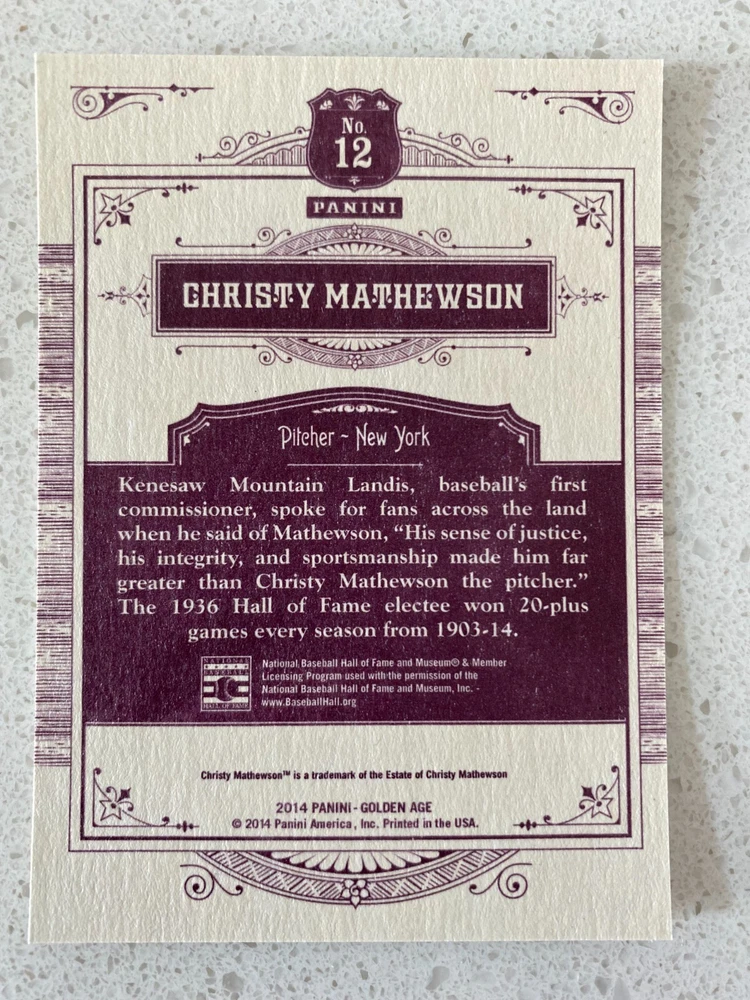 No.
12
PANINI
CHRISTY MATHEWSON
Pitcher ~ New York
Kenesaw Mountain Landis, baseball's first
commissioner, spoke for fans across the land
when he said of Mathewson, “His sense of justice,
his integrity, and sportsmanship made him far
greater than Christy Mathewson the pitcher.”
The 1936 Hall of Fame electee won 20-plus
games every season from 1903-14.
NATIONAL
BASEBALL
HALL OF FAME
National Baseball Hall of Fame and Museum® & Member
Licensing Program used with the permission of the
National Baseball Hall of Fame and Museum, Inc. -
www.BaseballHall.org
Christy Mathewson™ is a trademark of the Estate of Christy Mathewson
2014 PANINI - GOLDEN AGE
© 2014 Panini America, Inc. Printed in the USA.